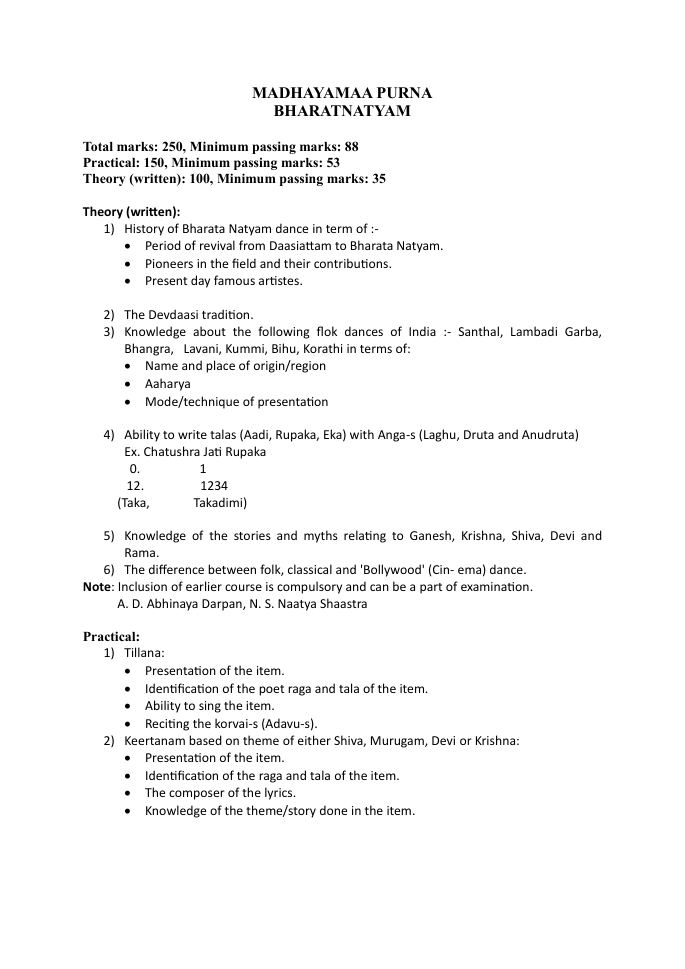 MADHAYAMAA PURNA
BHARATNATYAM
Total marks: 250, Minimum passing marks: 88
Practical: 150, Minimum passing marks: 53
Theory (written): 100, Minimum passing marks: 35
Theory (written):
1) History of Bharata Natyam dance in term of :-
• Period of revival from Daasiattam to Bharata Natyam.
• Pioneers in the field and their contributions.
• Present day famous artistes.
2) The Devdaasi tradition.
3) Knowledge about the following flok dances of India :- Santhal, Lambadi Garba,
Bhangra, Lavani, Kummi, Bihu, Korathi in terms of:
• Name and place of origin/region
• Aaharya
• Mode/technique of presentation
4) Ability to write talas (Aadi, Rupaka, Eka) with Anga-s (Laghu, Druta and Anudruta)
Ex. Chatushra Jati Rupaka
0. 1
12. 1234
(Taka, Takadimi)
5) Knowledge of the stories and myths relating to Ganesh, Krishna, Shiva, Devi and
Rama.
6) The difference between folk, classical and 'Bollywood' (Cin- ema) dance.
Note: Inclusion of earlier course is compulsory and can be a part of examination.
A. D. Abhinaya Darpan, N. S. Naatya Shaastra
Practical:
1) Tillana:
• Presentation of the item.
• Identification of the poet raga and tala of the item.
• Ability to sing the item.
• Reciting the korvai-s (Adavu-s).
2) Keertanam based on theme of either Shiva, Murugam, Devi or Krishna:
• Presentation of the item.
• Identification of the raga and tala of the item.
• The composer of the lyrics.
• Knowledge of the theme/story done in the item.